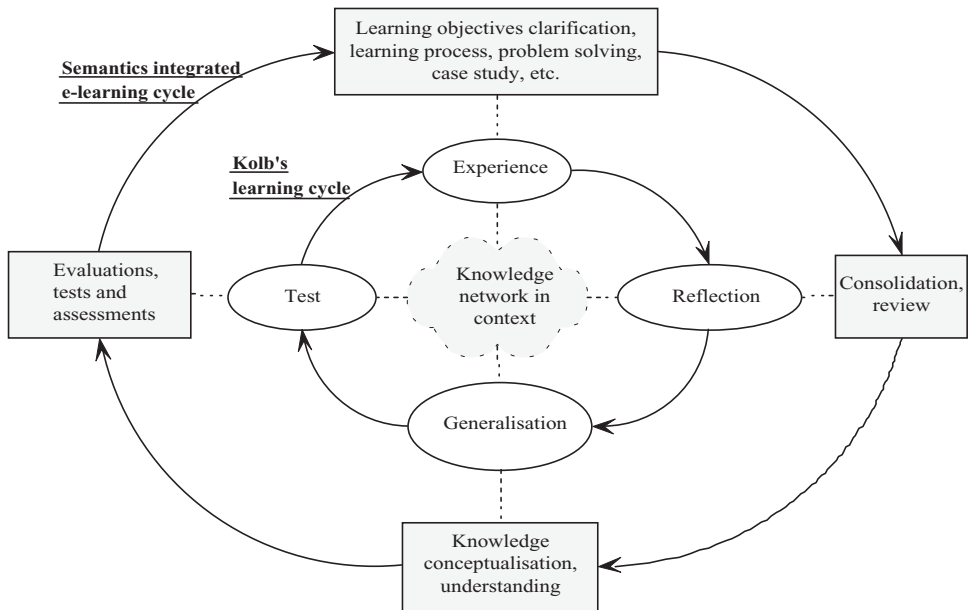 Learning objectives clarification,
learning process, problem solving,
case study, etc.
Semantics integrated
e-learning cycle
Experience
Kolb's
learning cycle
Evaluations,
tests and
assessments
Test
Knowledge
network in
context
Reflection
Consolidation,
review
Generalisation
Knowledge
conceptualisation,
understanding